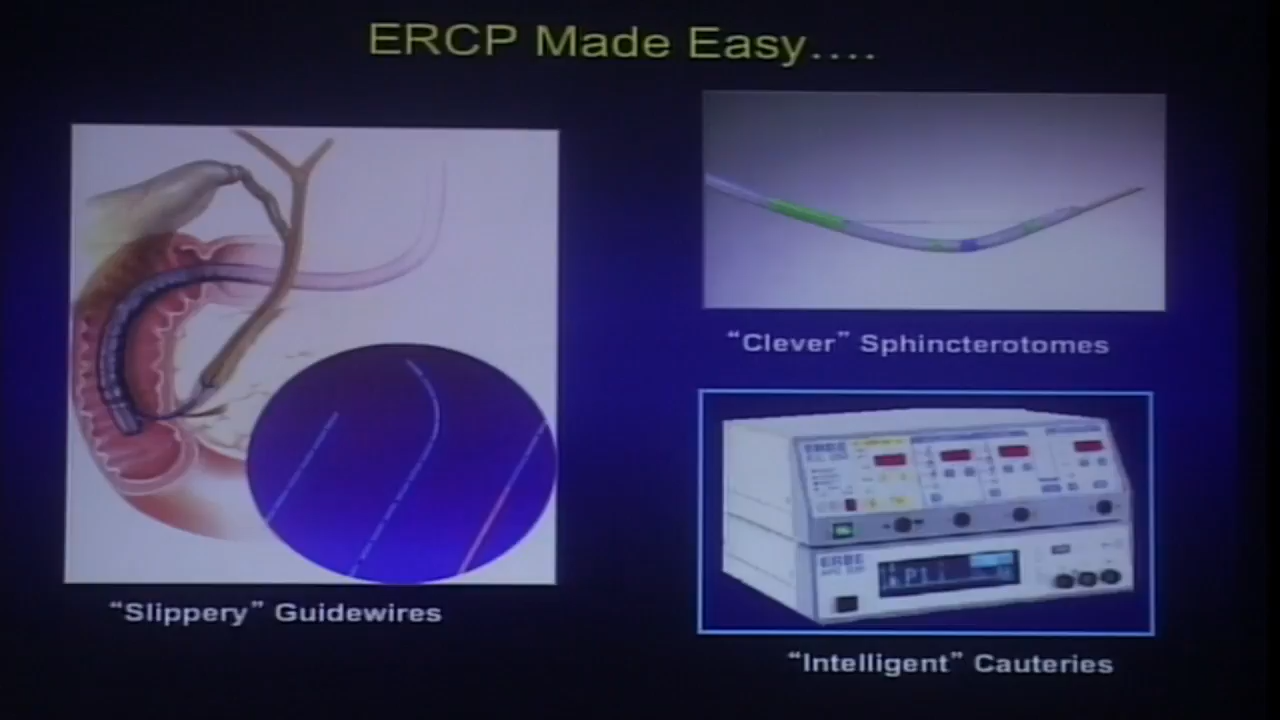 ERCP Made Easy....
“Clever” Sphincterotomes
ERBE
ERBE
“Slippery” Guidewires
“Intelligent” Cauteries